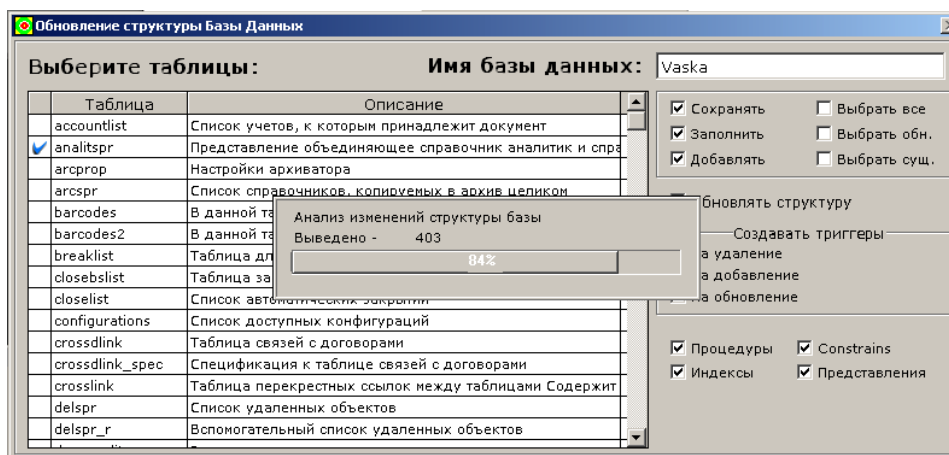 Обновление структуры Базы Данных
Выберите таблицы:
Имя базы данных: Vaska
Таблица Описание
accountlist Список учетов, к которым принадлежит документ
analitspr Представление объединяющее справочник аналитик и спра
arcprop Настройки архиватора
arcspr Список справочников, копируемых в архив целиком
barcodes В данной та
barcodes2 В данной та
breaklist Таблица дл
closebslist Таблица за
closelist Список автоматических закрытий
configurations Список доступных конфигураций
crossdlink Таблица связей с договорами
crossdlink_spec Спецификация к таблице связей с договорами
crosslink Таблица перекрестных ссылок между таблицами Содержит
delspr Список удаленных объектов
delspr_r Вспомогательный список удаленных объектов
Анализ изменений структуры базы
Выведено - 403
84%
Сохранять Выбрать все
Заполнить Выбрать обн.
Добавлять Выбрать сущ.
бновлять структуру
Создавать триггеры
а удаление
а добавление
На обновление
Процедуры Constrains
Индексы Представления